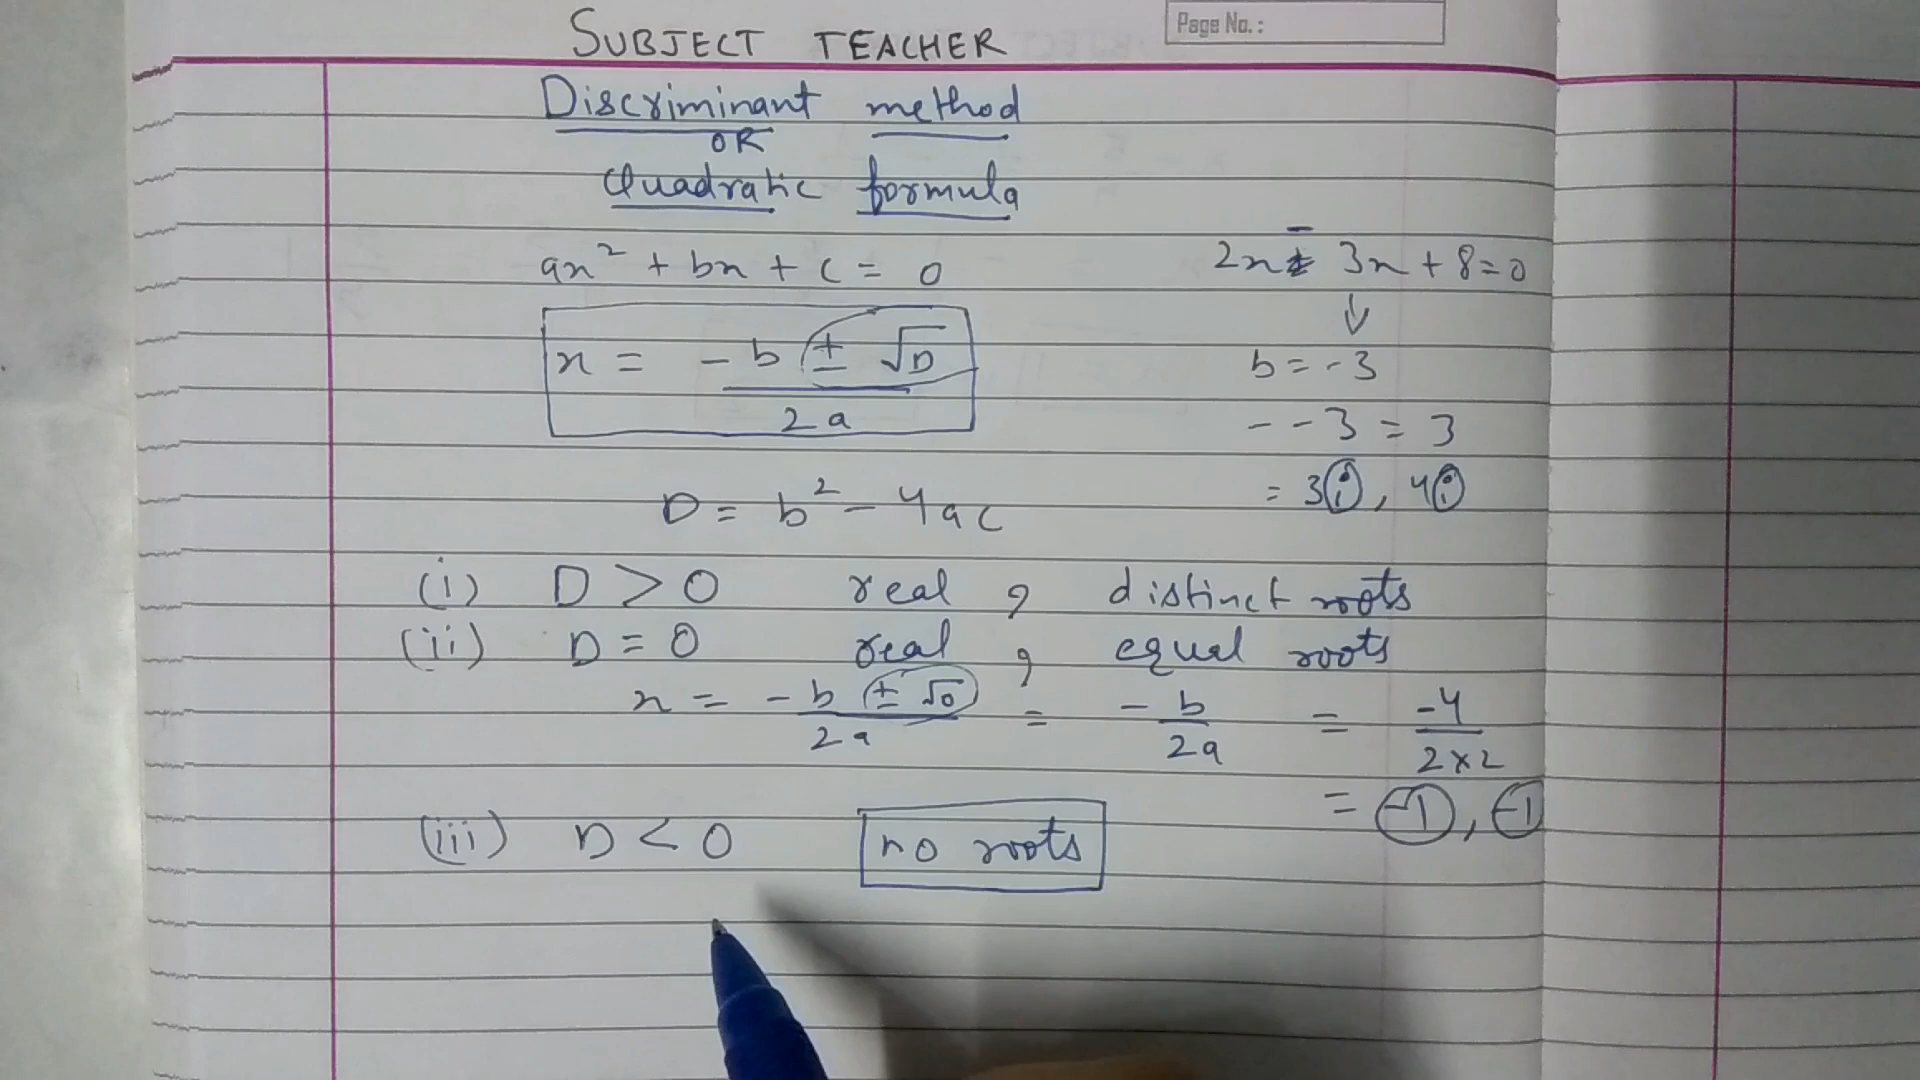 SUBJECT TEACHER
Page No. :
Discriminant method
OR
Quadratic formula
ax² + bx + c = 0
2x² - 3x + 8 = 0
x = -b ± √D
2a
b = -3
- -3 = 3
D = b² - 4ac
= 3i, 4i
(i) D > 0 real, distinct roots
(ii) D = 0 real, equal roots
x = -b ± √0 = -b = -4
2a 2a 2×2
= -1, -1
(iii) D < 0 no roots